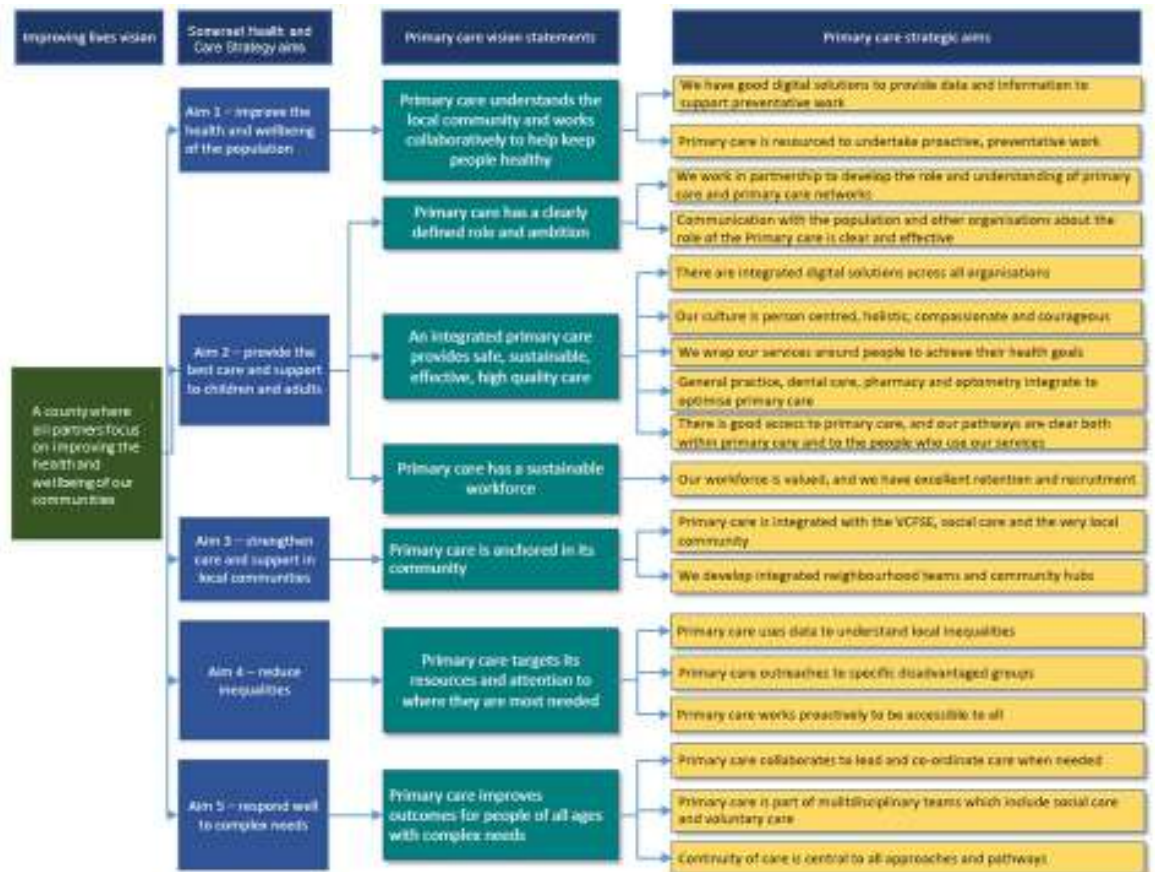 Improving lives vision
Somerset Health and
Care Strategy aims
Primary care vision statements
Primary care strategic aims
A county where
all partners focus
on improving the
health and
wellbeing of our
communities
Aim 1 – improve the
health and wellbeing
of the population
Primary care understands the
local community and works
collaboratively to help keep
people healthy
We have good digital solutions to provide data and information to
support preventative work
Primary care is resourced to undertake proactive, preventative work
Aim 2 – provide the
best care and support
to children and adults
Primary care has a clearly
defined role and ambition
We work in partnership to develop the role and understanding of primary
care and primary care networks
Communication with the population and other organisations about the
role of the Primary care is clear and effective
An integrated primary care
provides safe, sustainable,
effective, high quality care
There are integrated digital solutions across all organisations
Our culture is person centred, holistic, compassionate and courageous
We wrap our services around people to achieve their health goals
General practice, dental care, pharmacy and optometry integrate to
optimise primary care
There is good access to primary care, and our pathways are clear both
within primary care and to the people who use our services
Primary care has a sustainable
workforce
Our workforce is valued, and we have excellent retention and recruitment
Aim 3 – strengthen
care and support in
local communities
Primary care is anchored in its
community
Primary care is integrated with the VCFSE, social care and the very local
community
We develop integrated neighbourhood teams and community hubs
Aim 4 – reduce
inequalities
Primary care targets its
resources and attention to
where they are most needed
Primary care uses data to understand local inequalities
Primary care outreaches to specific disadvantaged groups
Primary care works proactively to be accessible to all
Aim 5 – respond well
to complex needs
Primary care improves
outcomes for people of all ages
with complex needs
Primary care collaborates to lead and co-ordinate care when needed
Primary care is part of mulitdisciplinary teams which include social care
and voluntary care
Continuity of care is central to all approaches and pathways